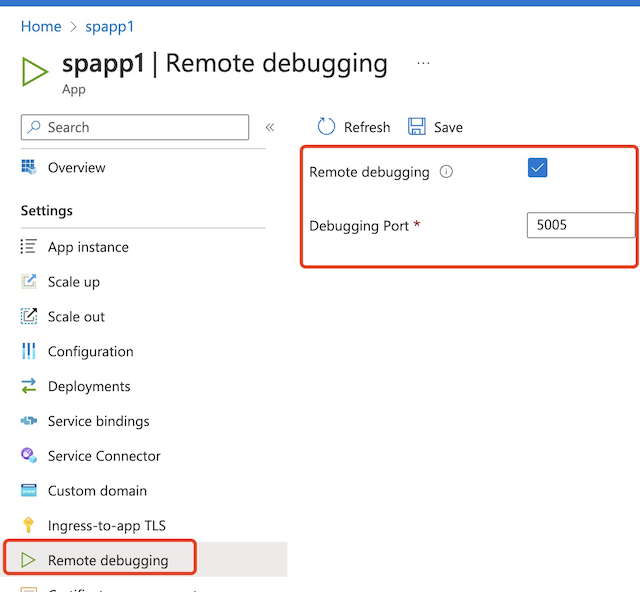 Home > spapp1
spapp1 | Remote debugging ...
App
Search «
Refresh Save
Overview
Remote debugging
Debugging Port *
5005
Settings
App instance
Scale up
Scale out
Configuration
Deployments
Service bindings
Service Connector
Custom domain
Ingress-to-app TLS
Remote debugging